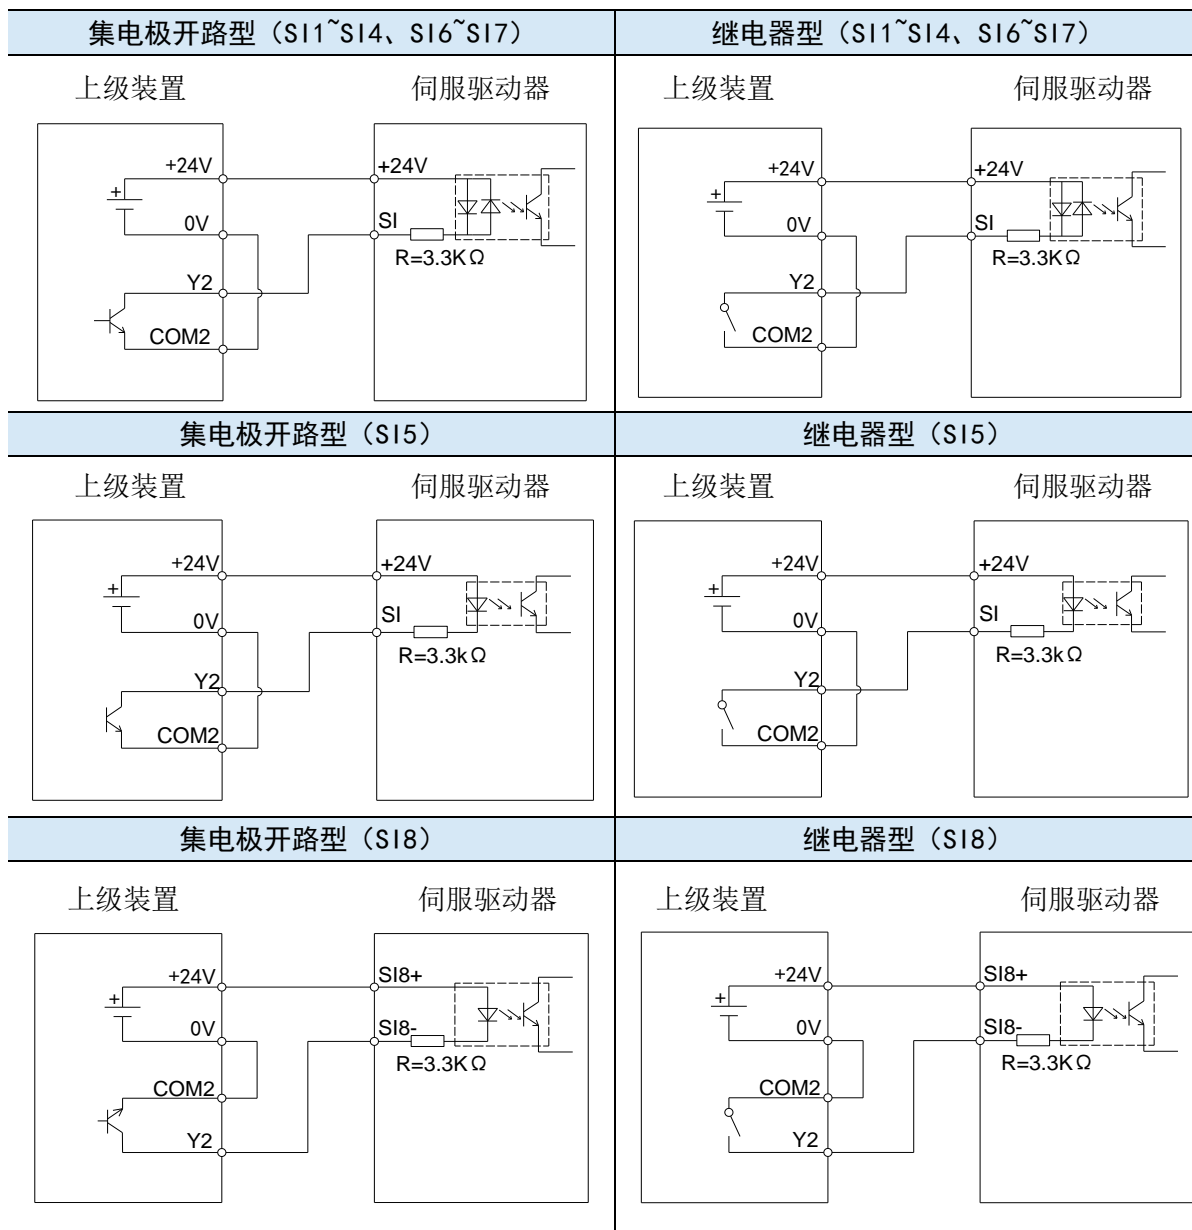 集电极开路型（SI1~SI4、SI6~SI7）
继电器型（SI1~SI4、SI6~SI7）
上级装置
伺服驱动器
+24V
+24V
+
0V
SI
R=3.3KΩ
Y2
COM2
上级装置
伺服驱动器
+24V
+24V
+
0V
SI
R=3.3KΩ
Y2
COM2
集电极开路型（SI5）
继电器型（SI5）
上级装置
伺服驱动器
+24V
+24V
+
0V
SI
R=3.3kΩ
Y2
COM2
上级装置
伺服驱动器
+24V
+24V
+
0V
SI
R=3.3kΩ
Y2
COM2
集电极开路型（SI8）
继电器型（SI8）
上级装置
伺服驱动器
+24V
SI8+
+
0V
SI8-
R=3.3KΩ
COM2
Y2
上级装置
伺服驱动器
+24V
SI8+
+
0V
SI8-
R=3.3KΩ
COM2
Y2